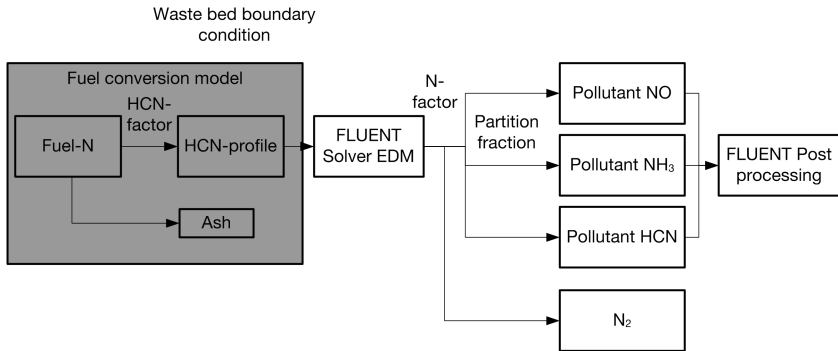 Waste bed boundary
condition
Fuel conversion model
HCN-
factor
Fuel-N
HCN-profile
Ash
FLUENT
Solver EDM
N-
factor
Partition
fraction
Pollutant NO
Pollutant NH₃
Pollutant HCN
N₂
FLUENT Post
processing